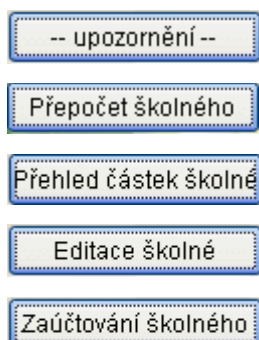 -- upozornění --
Přepočet školného
Přehled částek školné
Editace školné
Zaúčtování školného